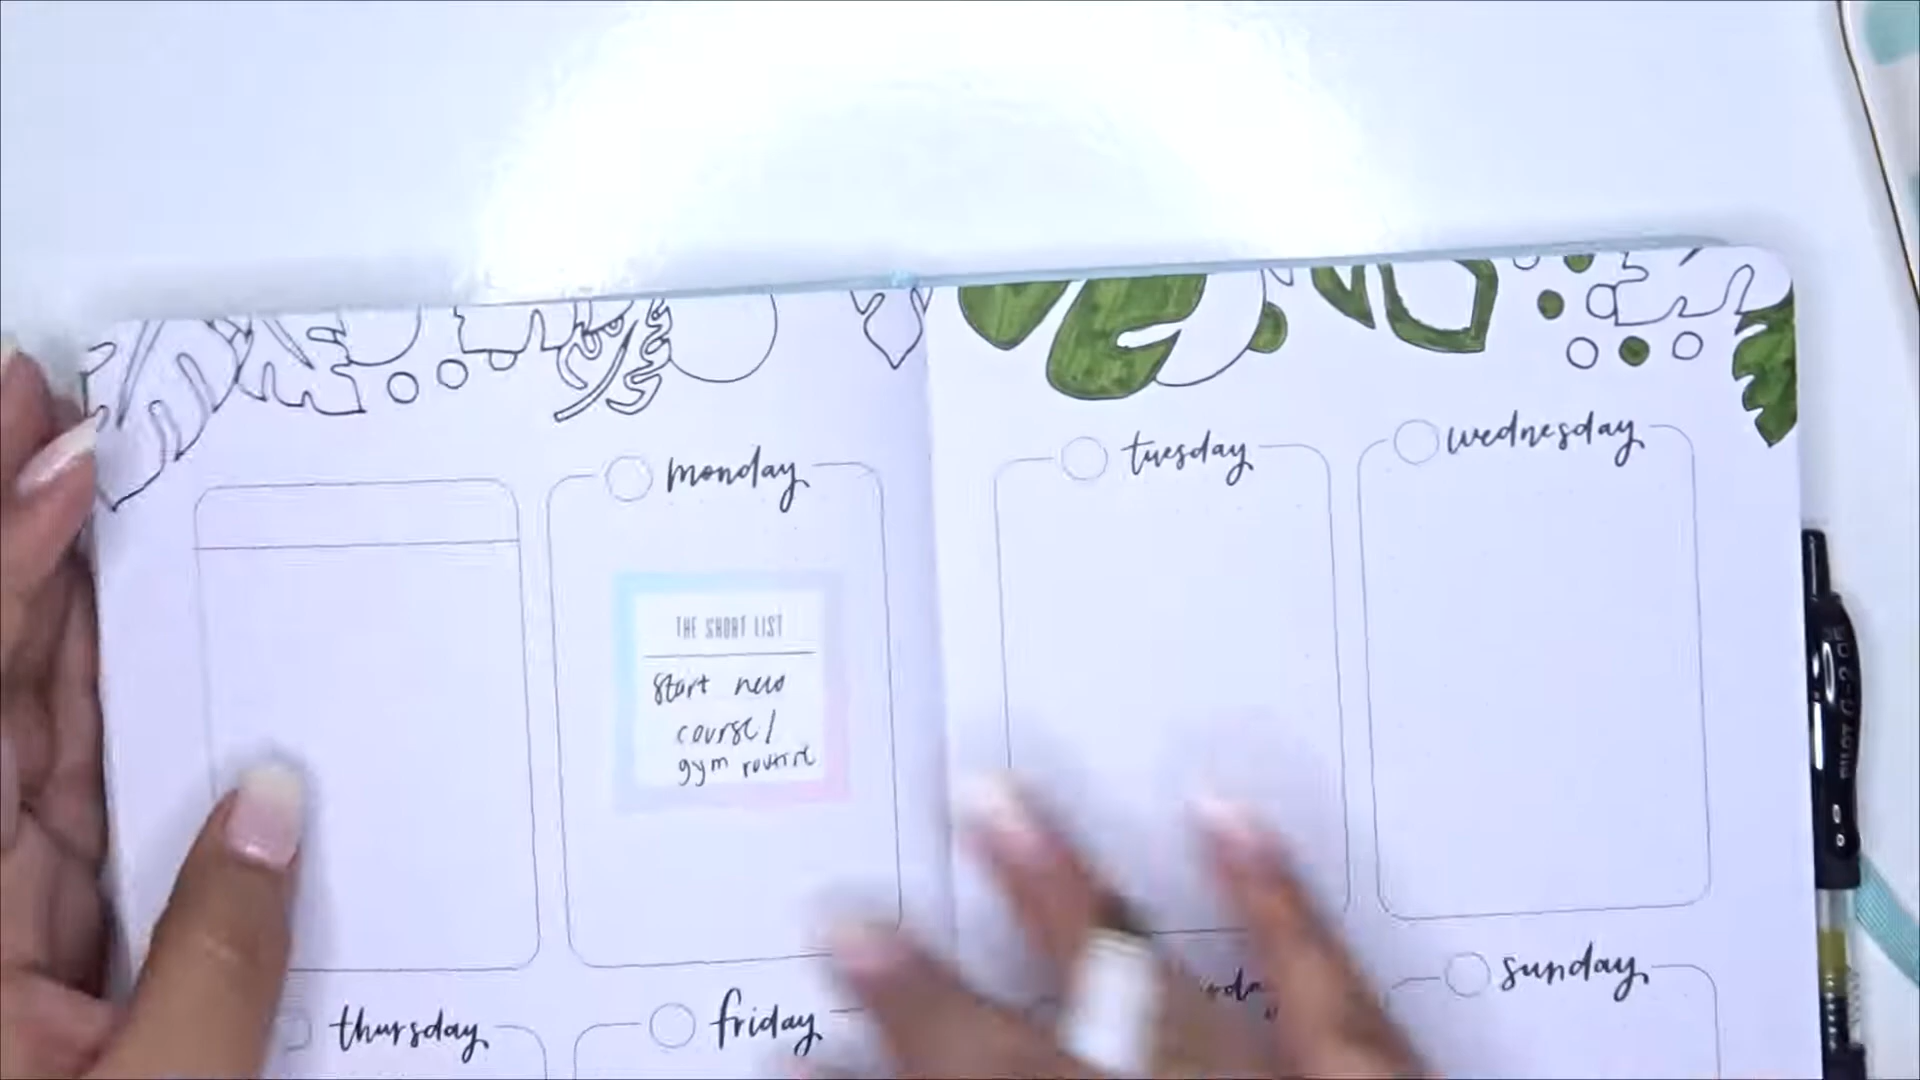 monday
tuesday
wednesday
THE SHORT LIST
Start new
course/
gym routine
thursday
friday
sunday